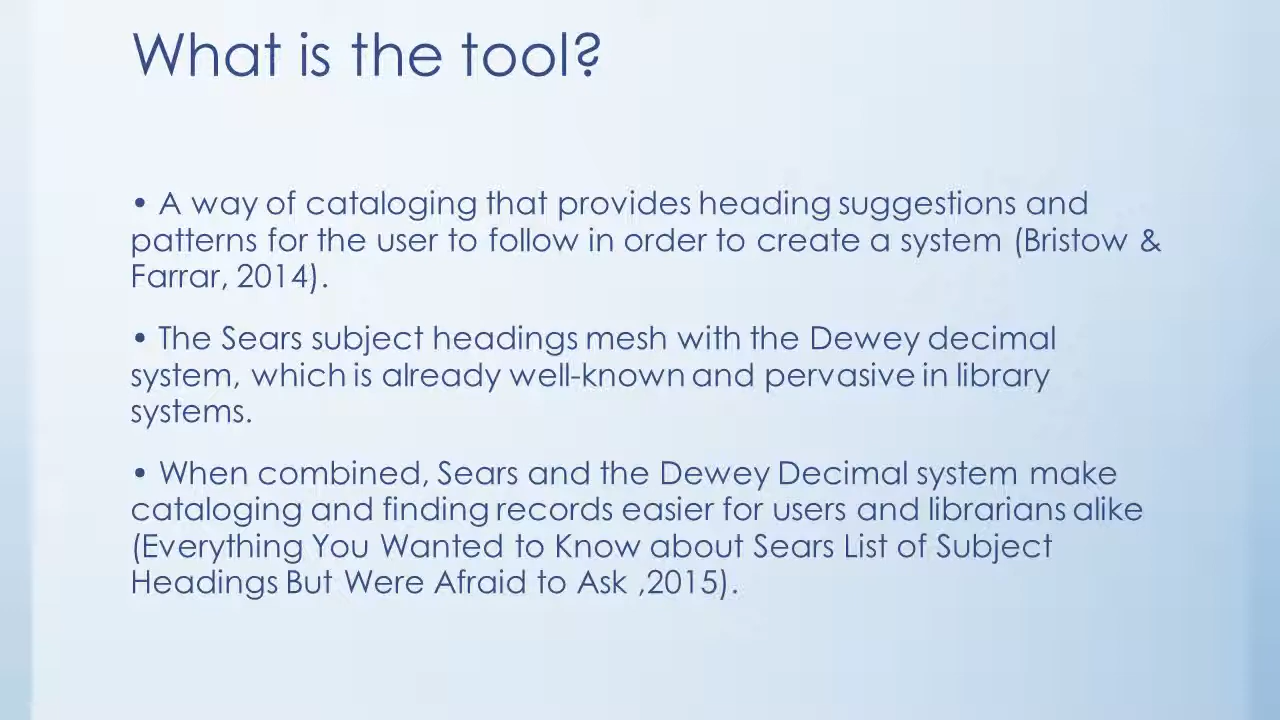 What is the tool?
• A way of cataloging that provides heading suggestions and
patterns for the user to follow in order to create a system (Bristow &
Farrar, 2014).
• The Sears subject headings mesh with the Dewey decimal
system, which is already well-known and pervasive in library
systems.
• When combined, Sears and the Dewey Decimal system make
cataloging and finding records easier for users and librarians alike
(Everything You Wanted to Know about Sears List of Subject
Headings But Were Afraid to Ask ,2015).